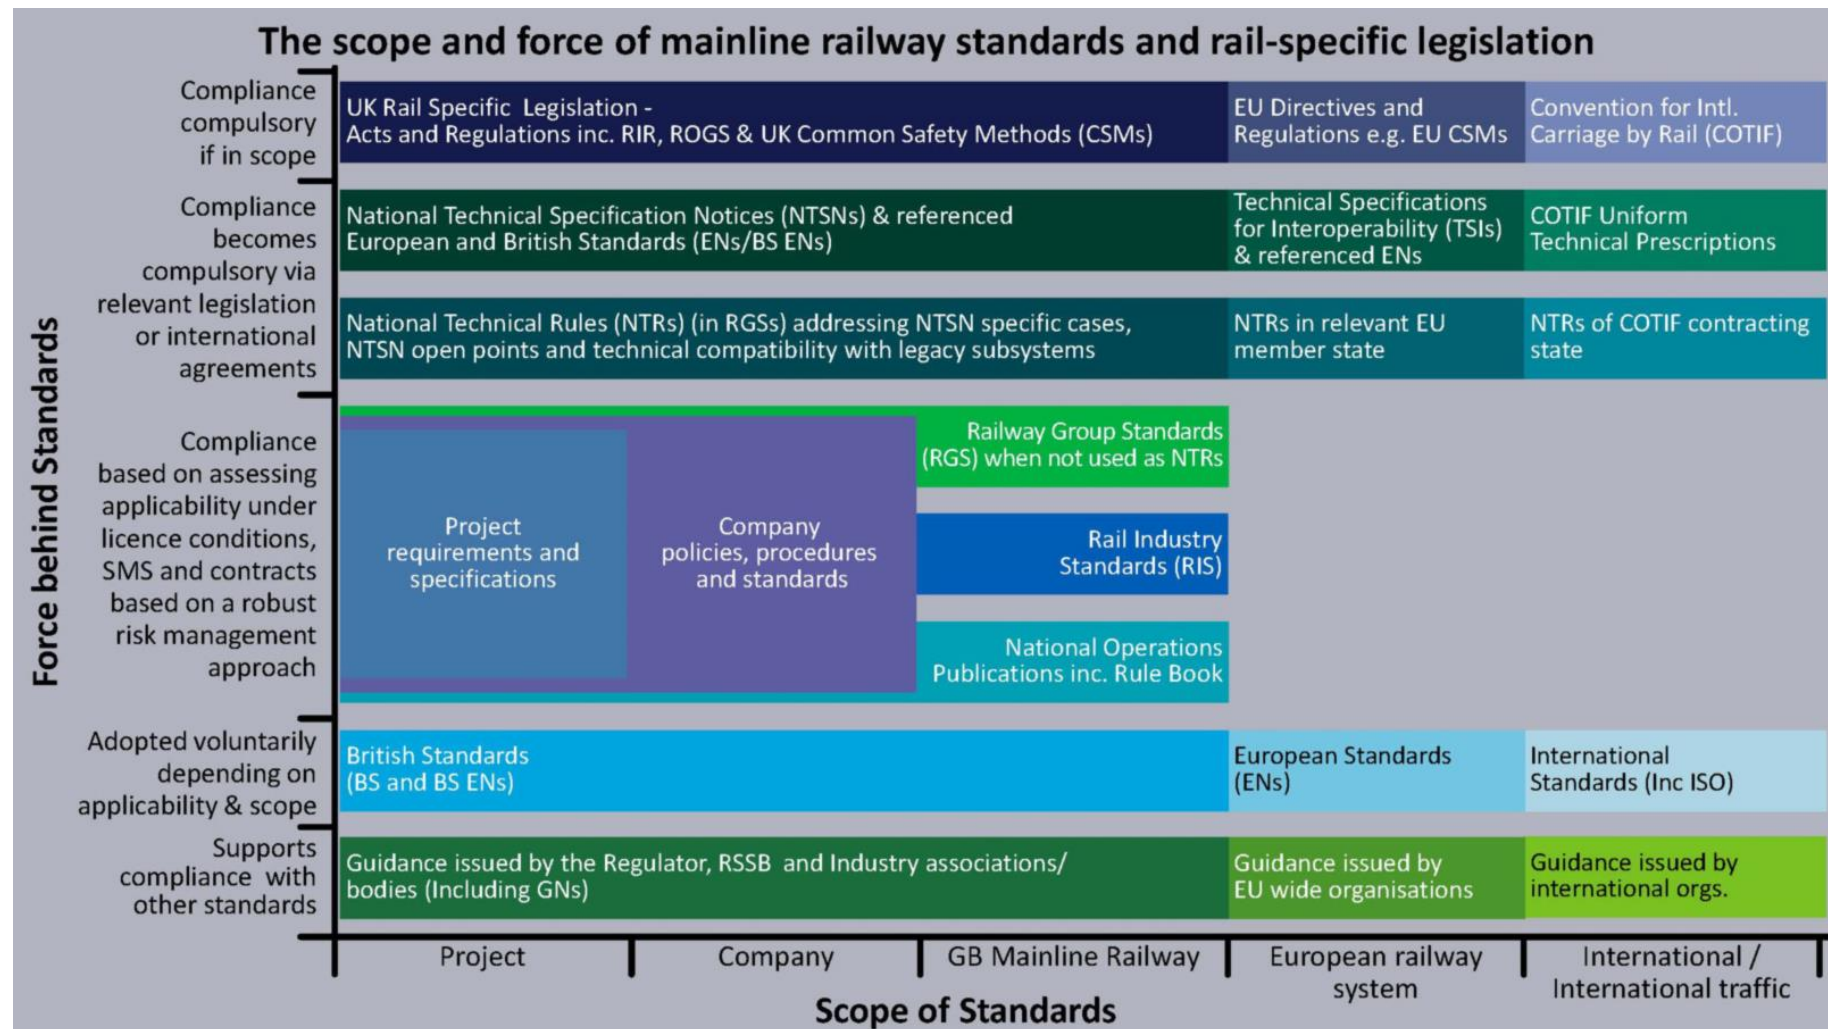 The scope and force of mainline railway standards and rail-specific legislation
Force behind Standards
Compliance
compulsory
if in scope
UK Rail Specific Legislation -
Acts and Regulations inc. RIR, ROGS & UK Common Safety Methods (CSMs)
EU Directives and
Regulations e.g. EU CSMs
Convention for Intl.
Carriage by Rail (COTIF)
Compliance
becomes
compulsory via
relevant legislation
or international
agreements
National Technical Specification Notices (NTSNs) & referenced
European and British Standards (ENs/BS ENs)
Technical Specifications
for Interoperability (TSIs)
& referenced ENs
COTIF Uniform
Technical Prescriptions
National Technical Rules (NTRs) (in RGSs) addressing NTSN specific cases,
NTSN open points and technical compatibility with legacy subsystems
NTRs in relevant EU
member state
NTRs of COTIF contracting
state
Compliance
based on assessing
applicability under
licence conditions,
SMS and contracts
based on a robust
risk management
approach
Project
requirements and
specifications
Company
policies, procedures
and standards
Railway Group Standards
(RGS) when not used as NTRs
Rail Industry
Standards (RIS)
National Operations
Publications inc. Rule Book
Adopted voluntarily
depending on
applicability & scope
British Standards
(BS and BS ENs)
European Standards
(ENs)
International
Standards (Inc ISO)
Supports
compliance with
other standards
Guidance issued by the Regulator, RSSB and Industry associations/
bodies (Including GNs)
Guidance issued by
EU wide organisations
Guidance issued by
international orgs.
Project
Company
GB Mainline Railway
European railway
system
International /
International traffic
Scope of Standards